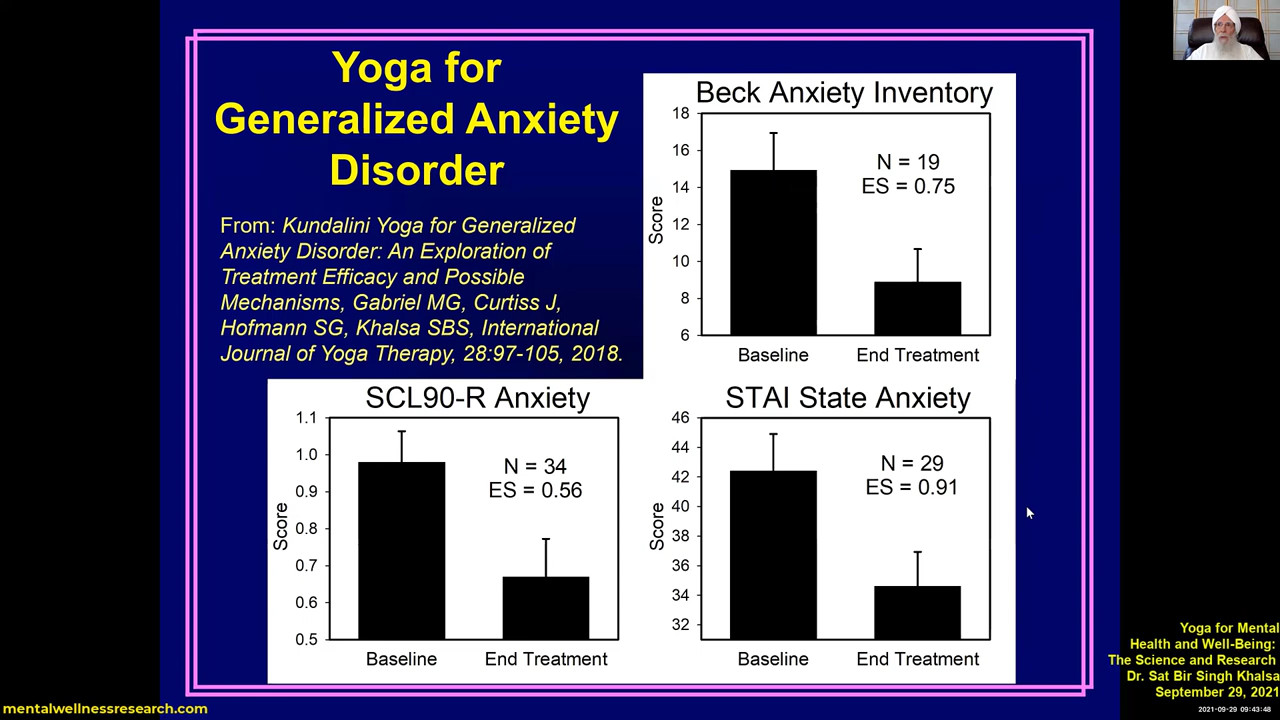 Yoga for
Generalized Anxiety
Disorder
From: Kundalini Yoga for Generalized
Anxiety Disorder: An Exploration of
Treatment Efficacy and Possible
Mechanisms, Gabriel MG, Curtiss J,
Hofmann SG, Khalsa SBS, International
Journal of Yoga Therapy, 28:97-105, 2018.
Beck Anxiety Inventory
18
16
14
12
10
8
6
Score
N = 19
ES = 0.75
Baseline
End Treatment
SCL90-R Anxiety
1.1
1.0
0.9
0.8
0.7
0.6
0.5
Score
N = 34
ES = 0.56
Baseline
End Treatment
STAI State Anxiety
46
44
42
40
38
36
34
32
Score
N = 29
ES = 0.91
Baseline
End Treatment
Yoga for Mental
Health and Well-Being:
The Science and Research
Dr. Sat Bir Singh Khalsa
September 29, 2021
2021-09-29 09:43:48
mentalwellnessresearch.com